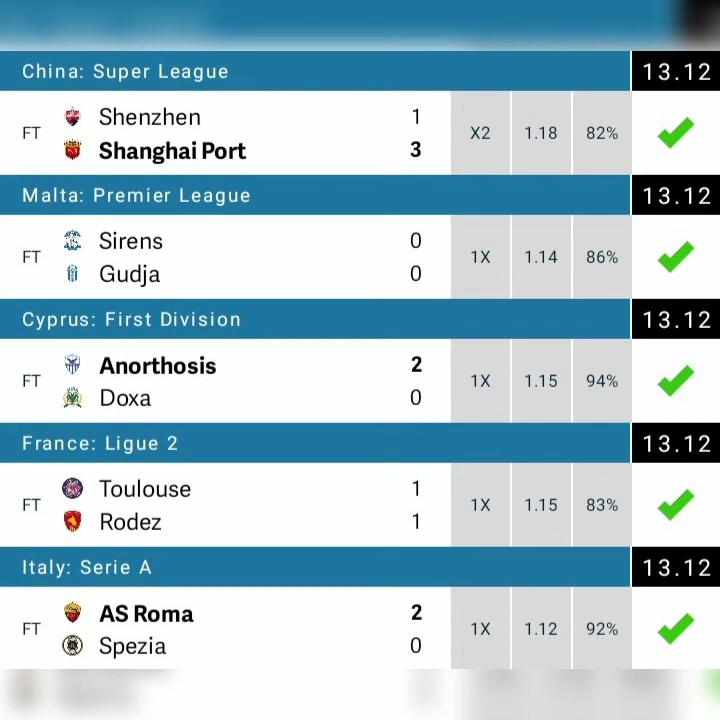 China: Super League 13.12
FT Shenzhen 1 X2 1.18 82%
Shanghai Port 3
Malta: Premier League 13.12
FT Sirens 0 1X 1.14 86%
Gudja 0
Cyprus: First Division 13.12
FT Anorthosis 2 1X 1.15 94%
Doxa 0
France: Ligue 2 13.12
FT Toulouse 1 1X 1.15 83%
Rodez 1
Italy: Serie A 13.12
FT AS Roma 2 1X 1.12 92%
Spezia 0